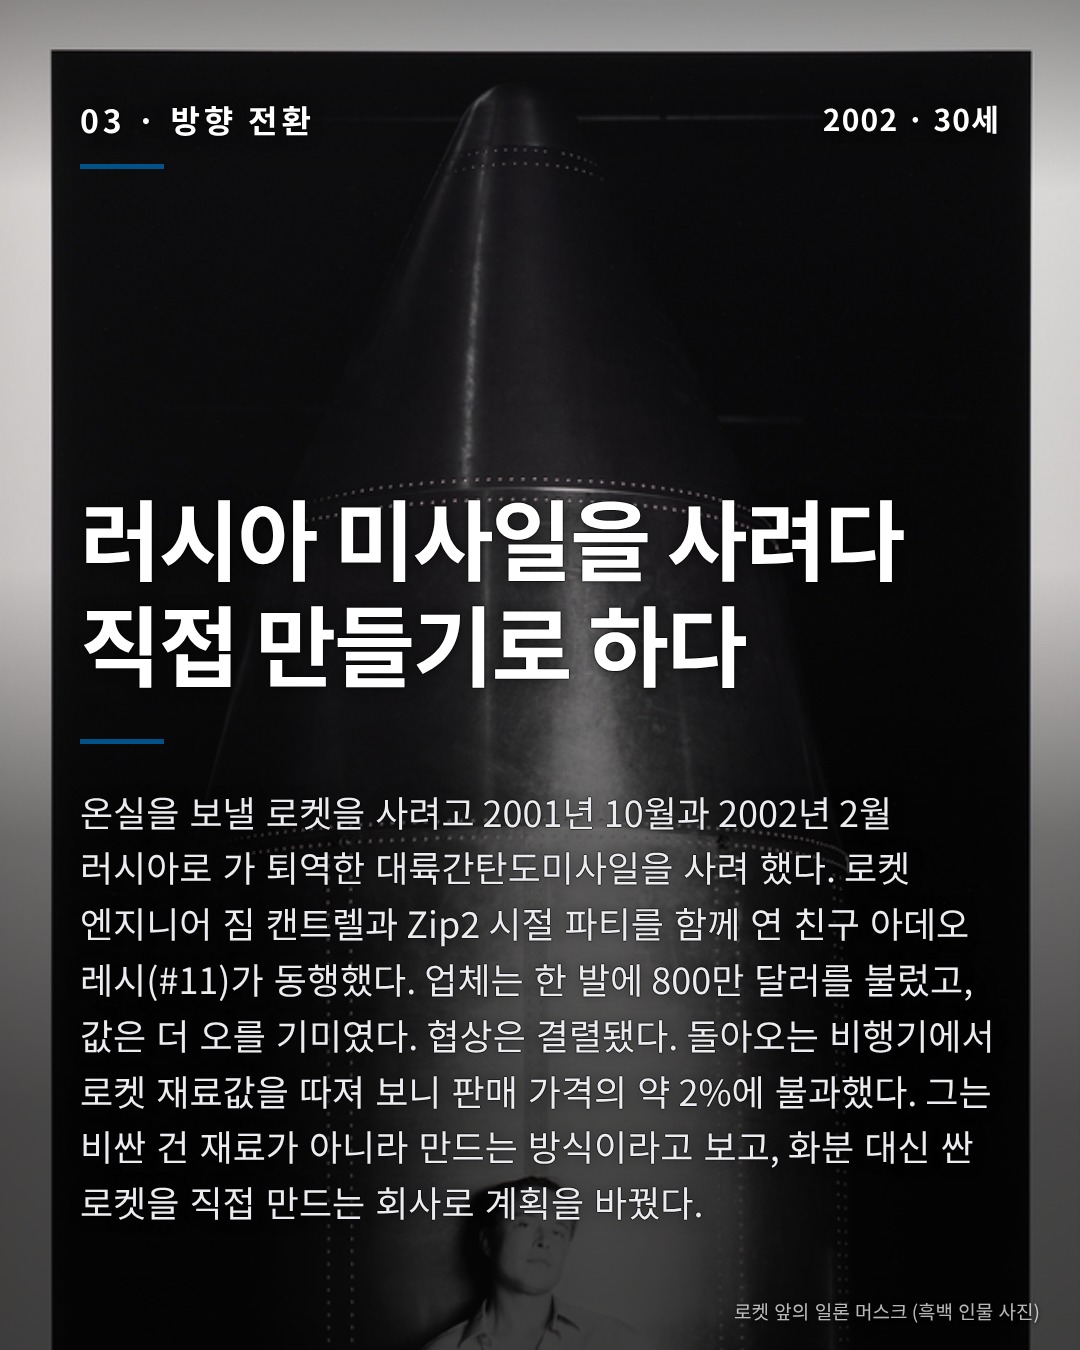 03 · 방향 전환
2002 · 30세
러시아 미사일을 사려다
직접 만들기로 하다
온실을 보낼 로켓을 사려고 2001년 10월과 2002년 2월
러시아로 가 퇴역한 대륙간탄도미사일을 사려 했다. 로켓
엔지니어 짐 캔트렐과 Zip2 시절 파티를 함께 연 친구 아데오
레시(#11)가 동행했다. 업체는 한 발에 800만 달러를 불렀고,
값은 더 오를 기미였다. 협상은 결렬됐다. 돌아오는 비행기에서
로켓 재료값을 따져 보니 판매 가격의 약 2%에 불과했다. 그는
비싼 건 재료가 아니라 만드는 방식이라고 보고, 화분 대신 싼
로켓을 직접 만드는 회사로 계획을 바꿨다.
로켓 앞의 일론 머스크 (흑백 인물 사진)